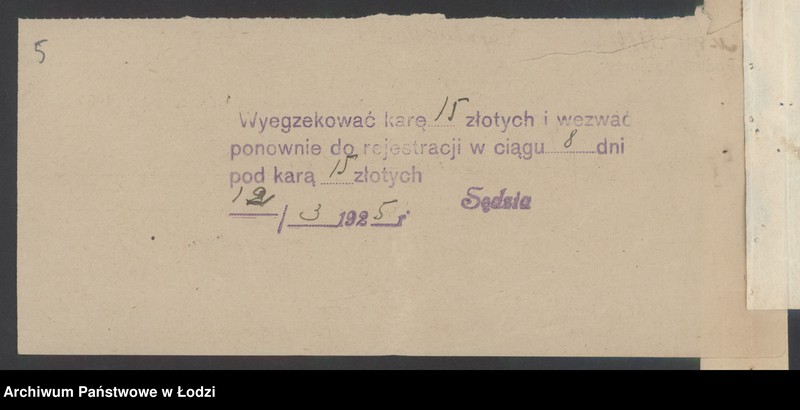 5
Wyegzekować karę 15 złotych i wezwać
ponownie do rejestracji w ciągu 8 dni
pod karą 15 złotych
12/3 1925 r
Sędzia
Archiwum Państwowe w Łodzi